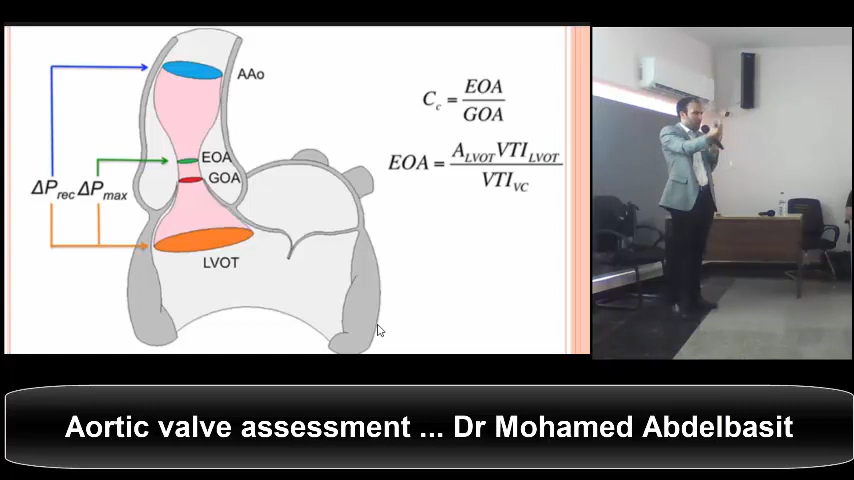 AAo
EOA
GOA
ΔP_rec ΔP_max
LVOT
C_c = EOA / GOA
EOA = A_LVOT VTI_LVOT / VTI_VC
Aortic valve assessment ... Dr Mohamed Abdelbasit